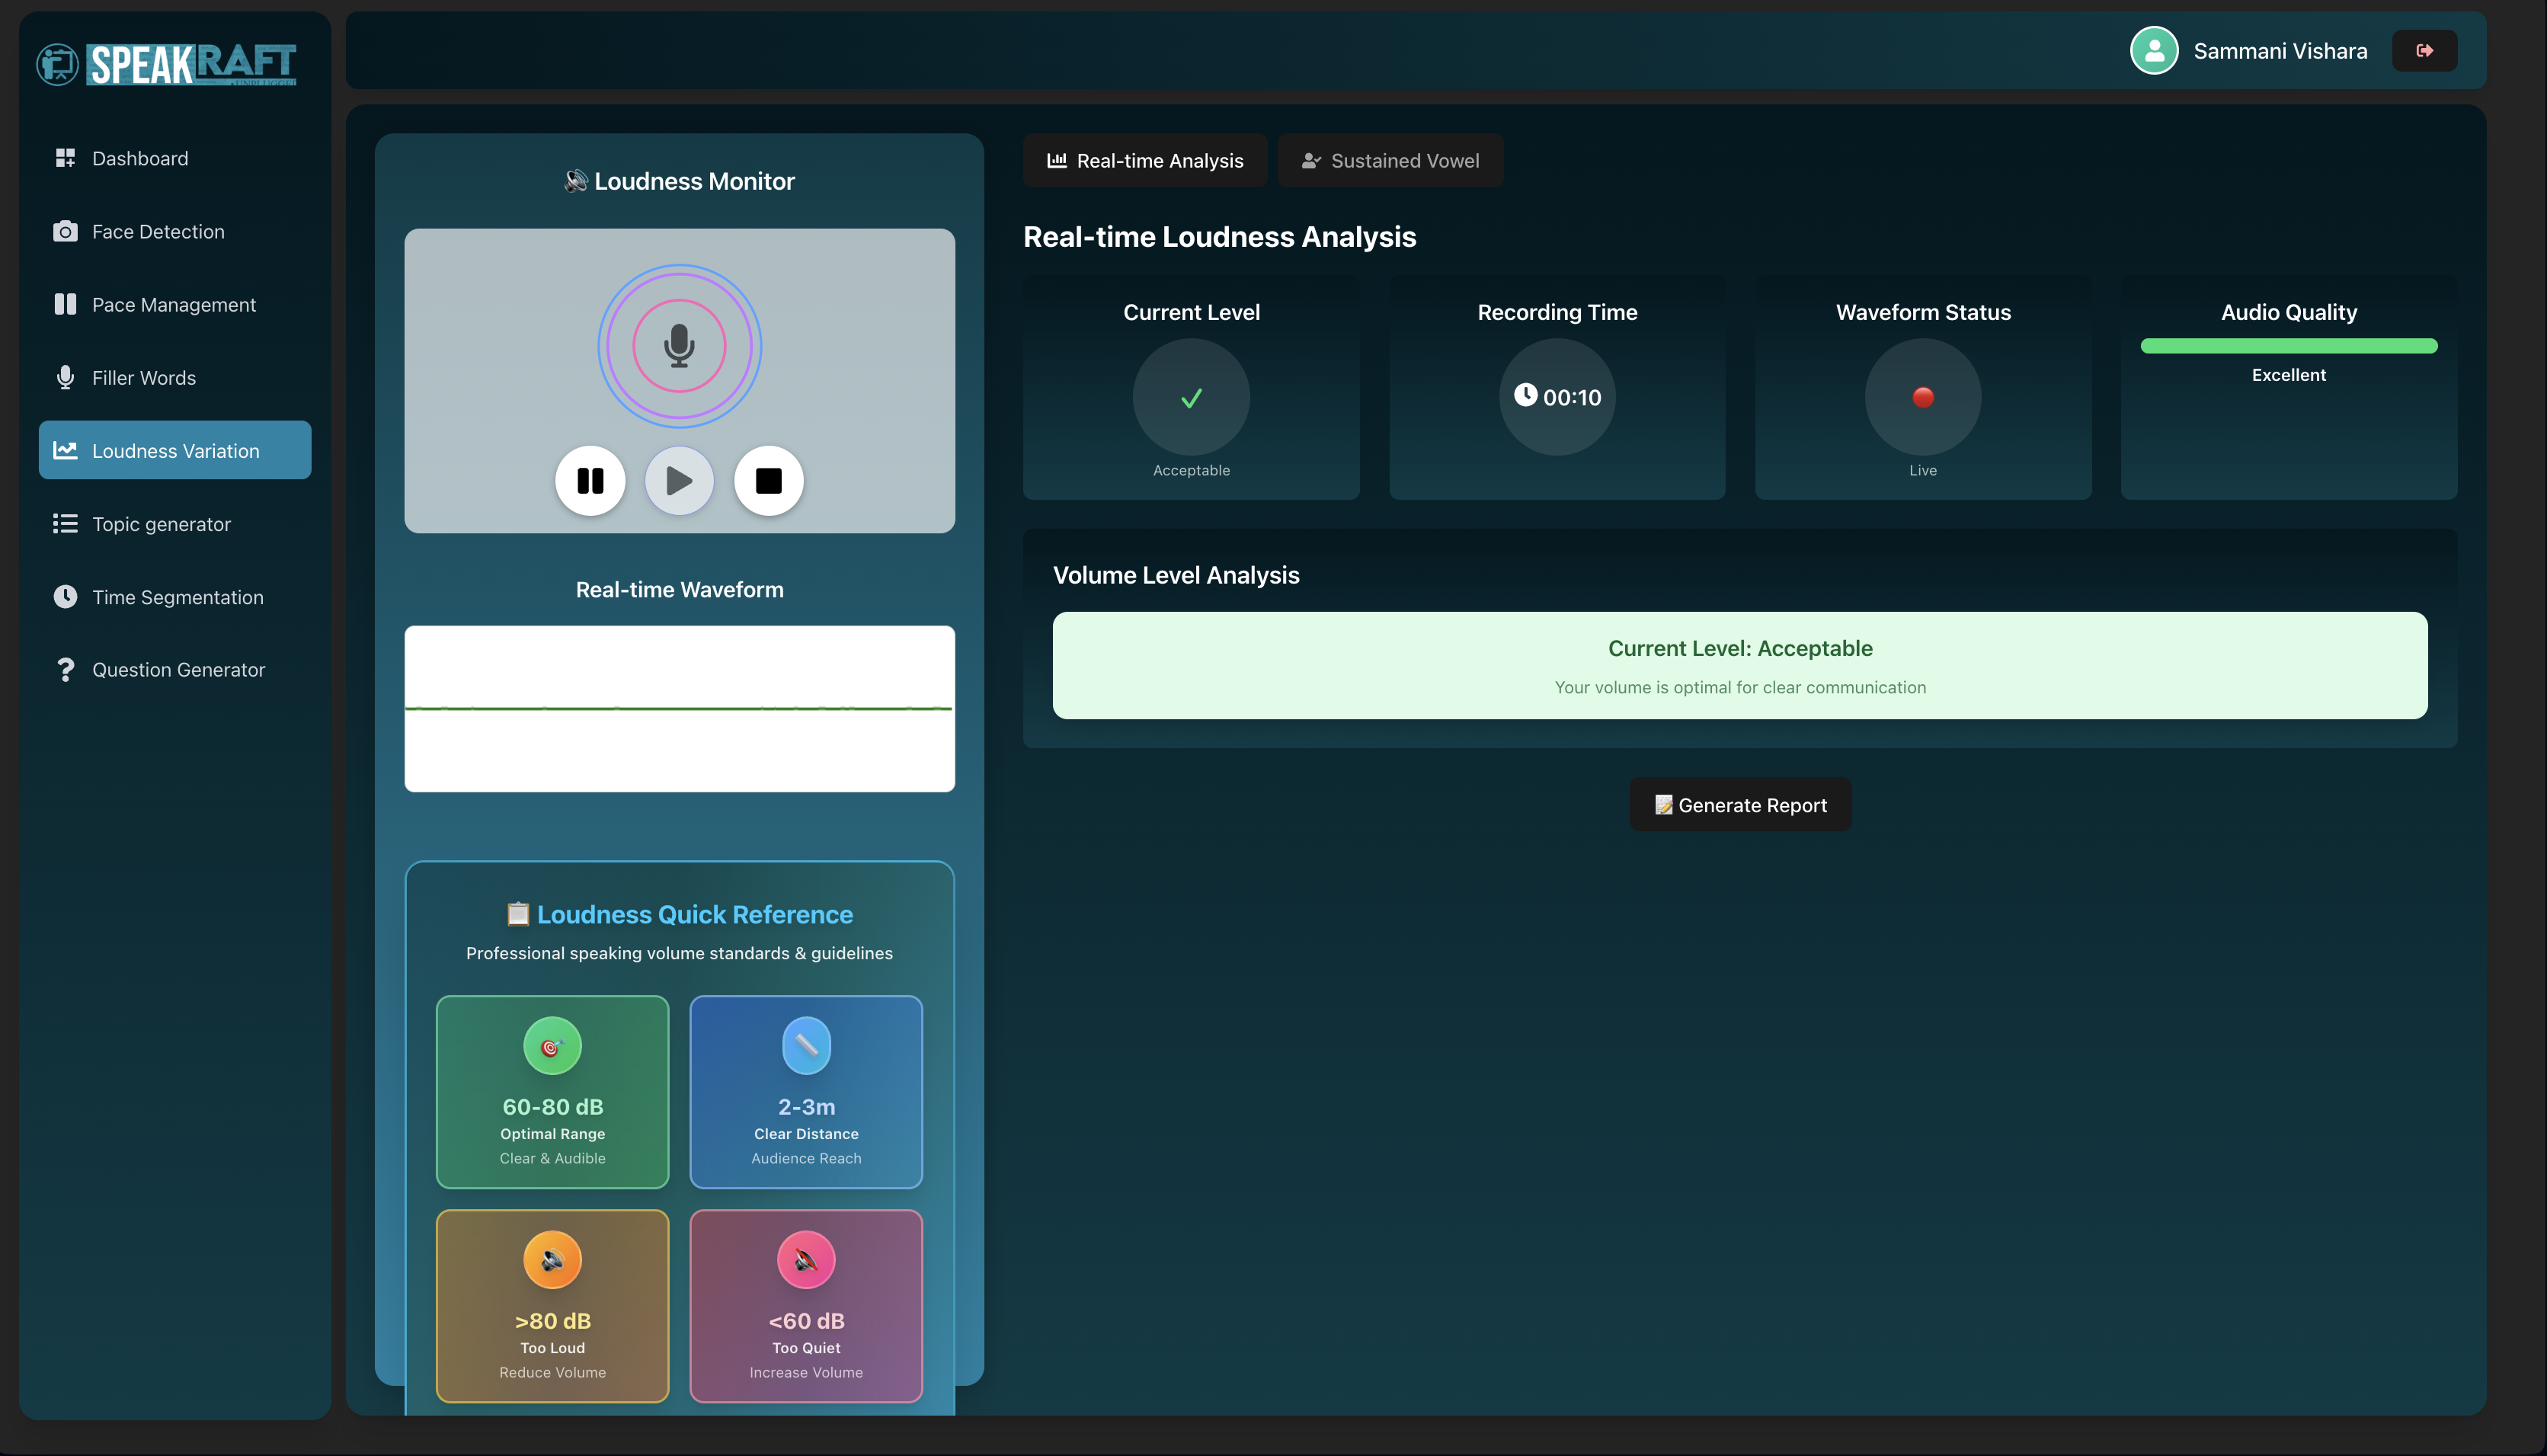 SPEAKRAFT
Dashboard
Face Detection
Pace Management
Filler Words
Loudness Variation
Topic generator
Time Segmentation
Question Generator
Sammani Vishara
Loudness Monitor
Real-time Waveform
Loudness Quick Reference
Professional speaking volume standards & guidelines
60-80 dB
Optimal Range
Clear & Audible
2-3m
Clear Distance
Audience Reach
>80 dB
Too Loud
Reduce Volume
<60 dB
Too Quiet
Increase Volume
Real-time Analysis
Sustained Vowel
Real-time Loudness Analysis
Current Level
Acceptable
Recording Time
00:10
Waveform Status
Live
Audio Quality
Excellent
Volume Level Analysis
Current Level: Acceptable
Your volume is optimal for clear communication
Generate Report